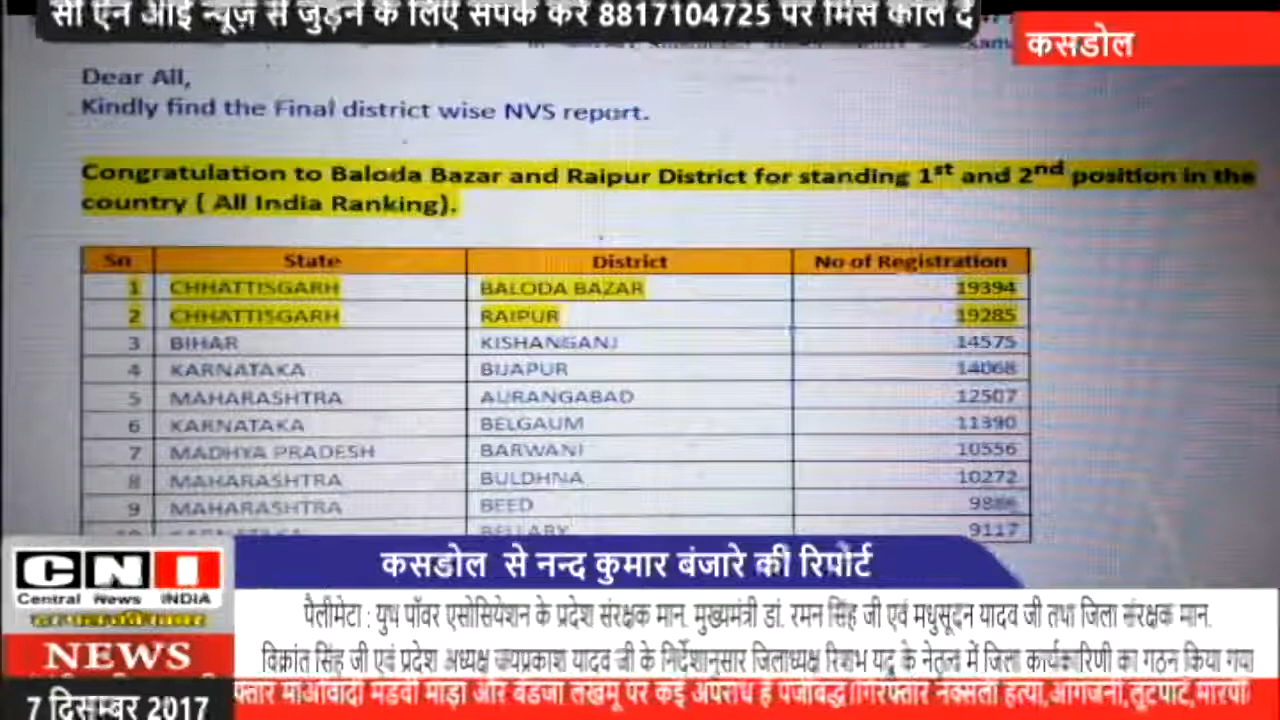 सी एन आई न्यूज़ से जुड़ने के लिए संपर्क करें 8817104725 पर मिस कॉल दें
कसडोल
Dear All,
Kindly find the Final district wise NVS report.
Congratulation to Baloda Bazar and Raipur District for standing 1st and 2nd position in the
country ( All India Ranking).
Sn State District No of Registration
1 CHHATTISGARH BALODA BAZAR 19394
2 CHHATTISGARH RAIPUR 19285
3 BIHAR KISHANGANJ 14575
4 KARNATAKA BIJAPUR 14068
5 MAHARASHTRA AURANGABAD 12507
6 KARNATAKA BELGAUM 11390
7 MADHYA PRADESH BARWANI 10556
8 MAHARASHTRA BULDHNA 10272
9 MAHARASHTRA BEED
KARNATAKA BELLARY 9117
कसडोल से नन्द कुमार बंजारे की रिपोर्ट
CNI
Central News INDIA
NEWS
पैलीमेटा : युथ पॉवर एसोसियेशन के प्रदेश संरक्षक मान. मुख्यमंत्री डॉ. रमन सिंह जी एवं मधुसूदन यादव जी तथा जिला संरक्षक मान.
विक्रांत सिंह जी एवं प्रदेश अध्यक्ष जयप्रकाश यादव जी के निर्देशानुसार जिलाध्यक्ष रिशभ यदु के नेतृत्व में जिला कार्यकारिणी का गठन किया गया
माओवादी मडवी माड़ा और बेडजा लखमू पर कई अपराध है पंजीबद्ध।गिरफ्तार नक्सली हत्या,आगजनी,लूटपाट,मारपी
7 दिसम्बर 2017